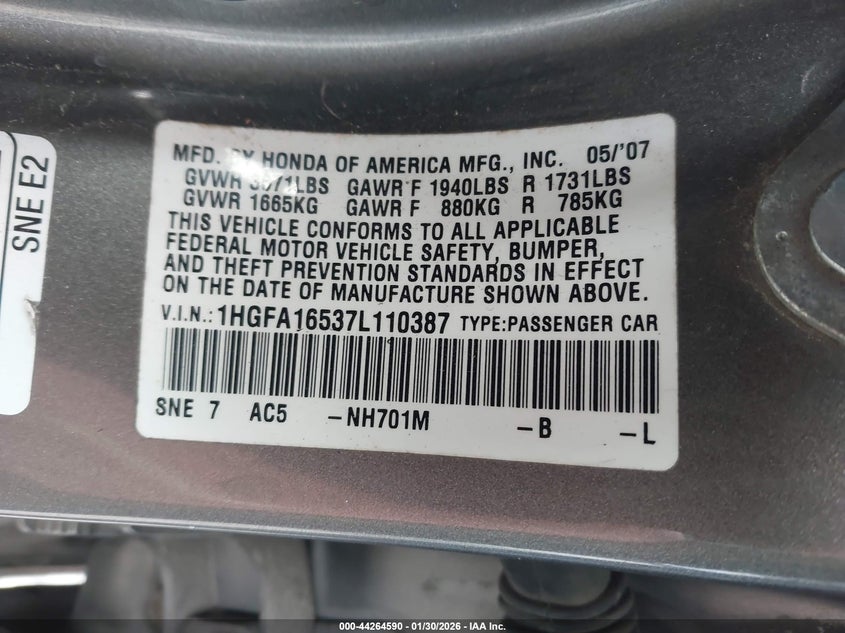 MFD. BY HONDA OF AMERICA MFG., INC. 05/'07
GVWR LBS GAWR F 1940LBS R 1731LBS
GVWR 1665KG GAWR F 880KG R 785KG
THIS VEHICLE CONFORMS TO ALL APPLICABLE
FEDERAL MOTOR VEHICLE SAFETY, BUMPER,
AND THEFT PREVENTION STANDARDS IN EFFECT
ON THE DATE OF MANUFACTURE SHOWN ABOVE.
V.I.N.: 1HGFA16537L110387 TYPE:PASSENGER CAR
SNE 7 AC5 -NH701M -B -L
SNE E2
000-44264590 | 01/30/2026 - IAA Inc.